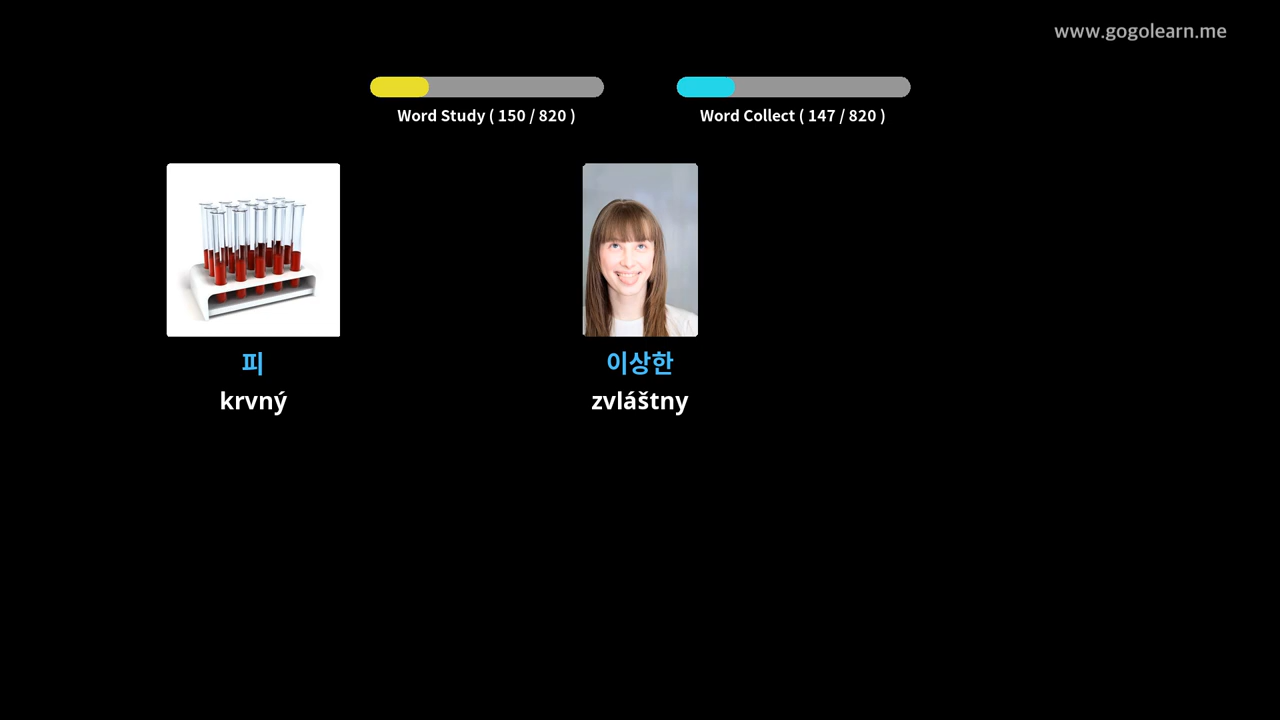 www.gogolearn.me
Word Study ( 150 / 820 )
Word Collect ( 147 / 820 )
피
krvný
이상한
zvláštny